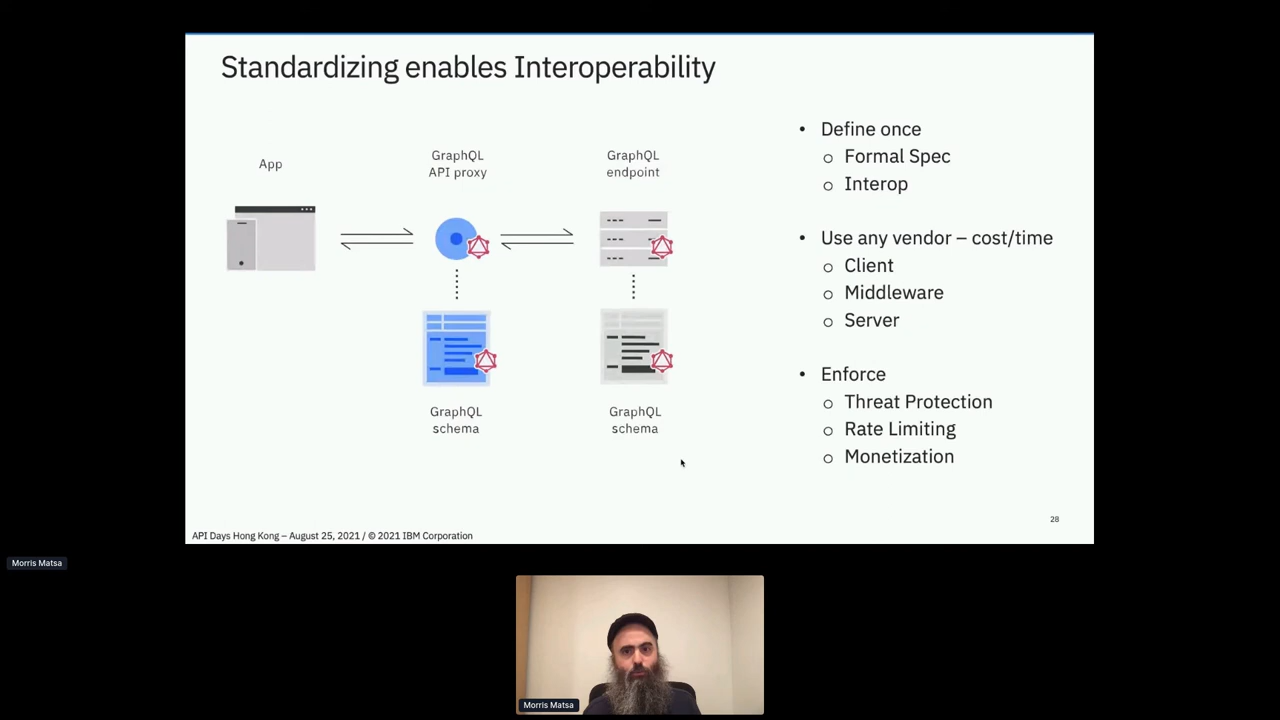 Standardizing enables Interoperability
App
GraphQL
API proxy
GraphQL
endpoint
GraphQL
schema
GraphQL
schema
• Define once
o Formal Spec
o Interop
• Use any vendor – cost/time
o Client
o Middleware
o Server
• Enforce
o Threat Protection
o Rate Limiting
o Monetization
28
API Days Hong Kong – August 25, 2021 / © 2021 IBM Corporation
Morris Matsa
Morris Matsa